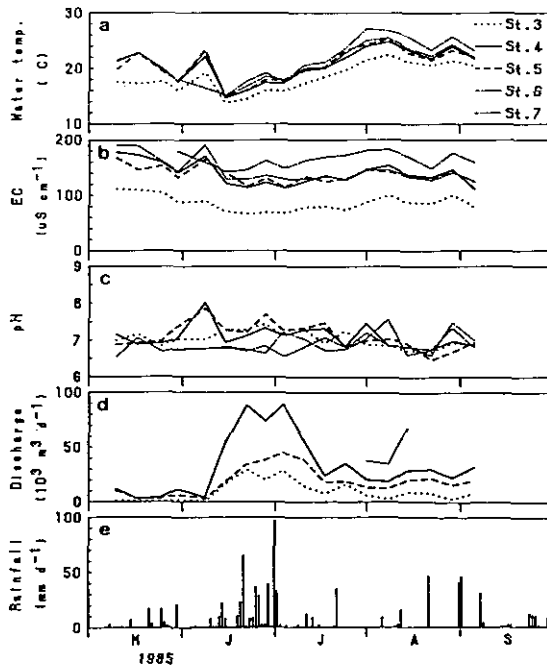 a
Water temp.
( C)
30
20
10
St.3
St.4
St.5
St.6
St.7
b
EC
(uS cm⁻¹)
200
100
0
c
pH
9
8
7
6
d
Discharge
(10³ m³ d⁻¹)
100
50
0
e
Rainfall
(mm d⁻¹)
100
50
0
M J J A S
1985